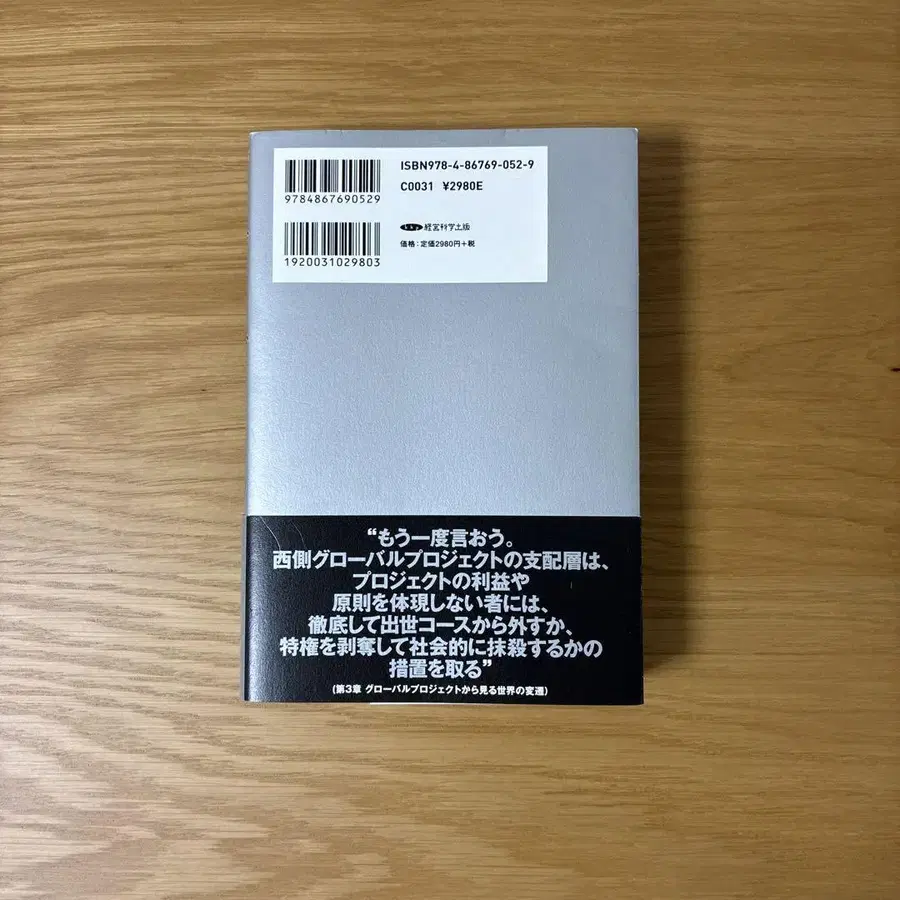 ISBN978-4-86769-052-9
C0031 ¥2980E
9784867690529
経営科学出版
価格：定価2980円＋税
1920031029803
“もう一度言おう。
西側グローバルプロジェクトの支配層は、
プロジェクトの利益や
原則を体現しない者には、
徹底して出世コースから外すか、
特権を剥奪して社会的に抹殺するかの
措置を取る”
(第3章 グローバルプロジェクトから見る世界の変遷)